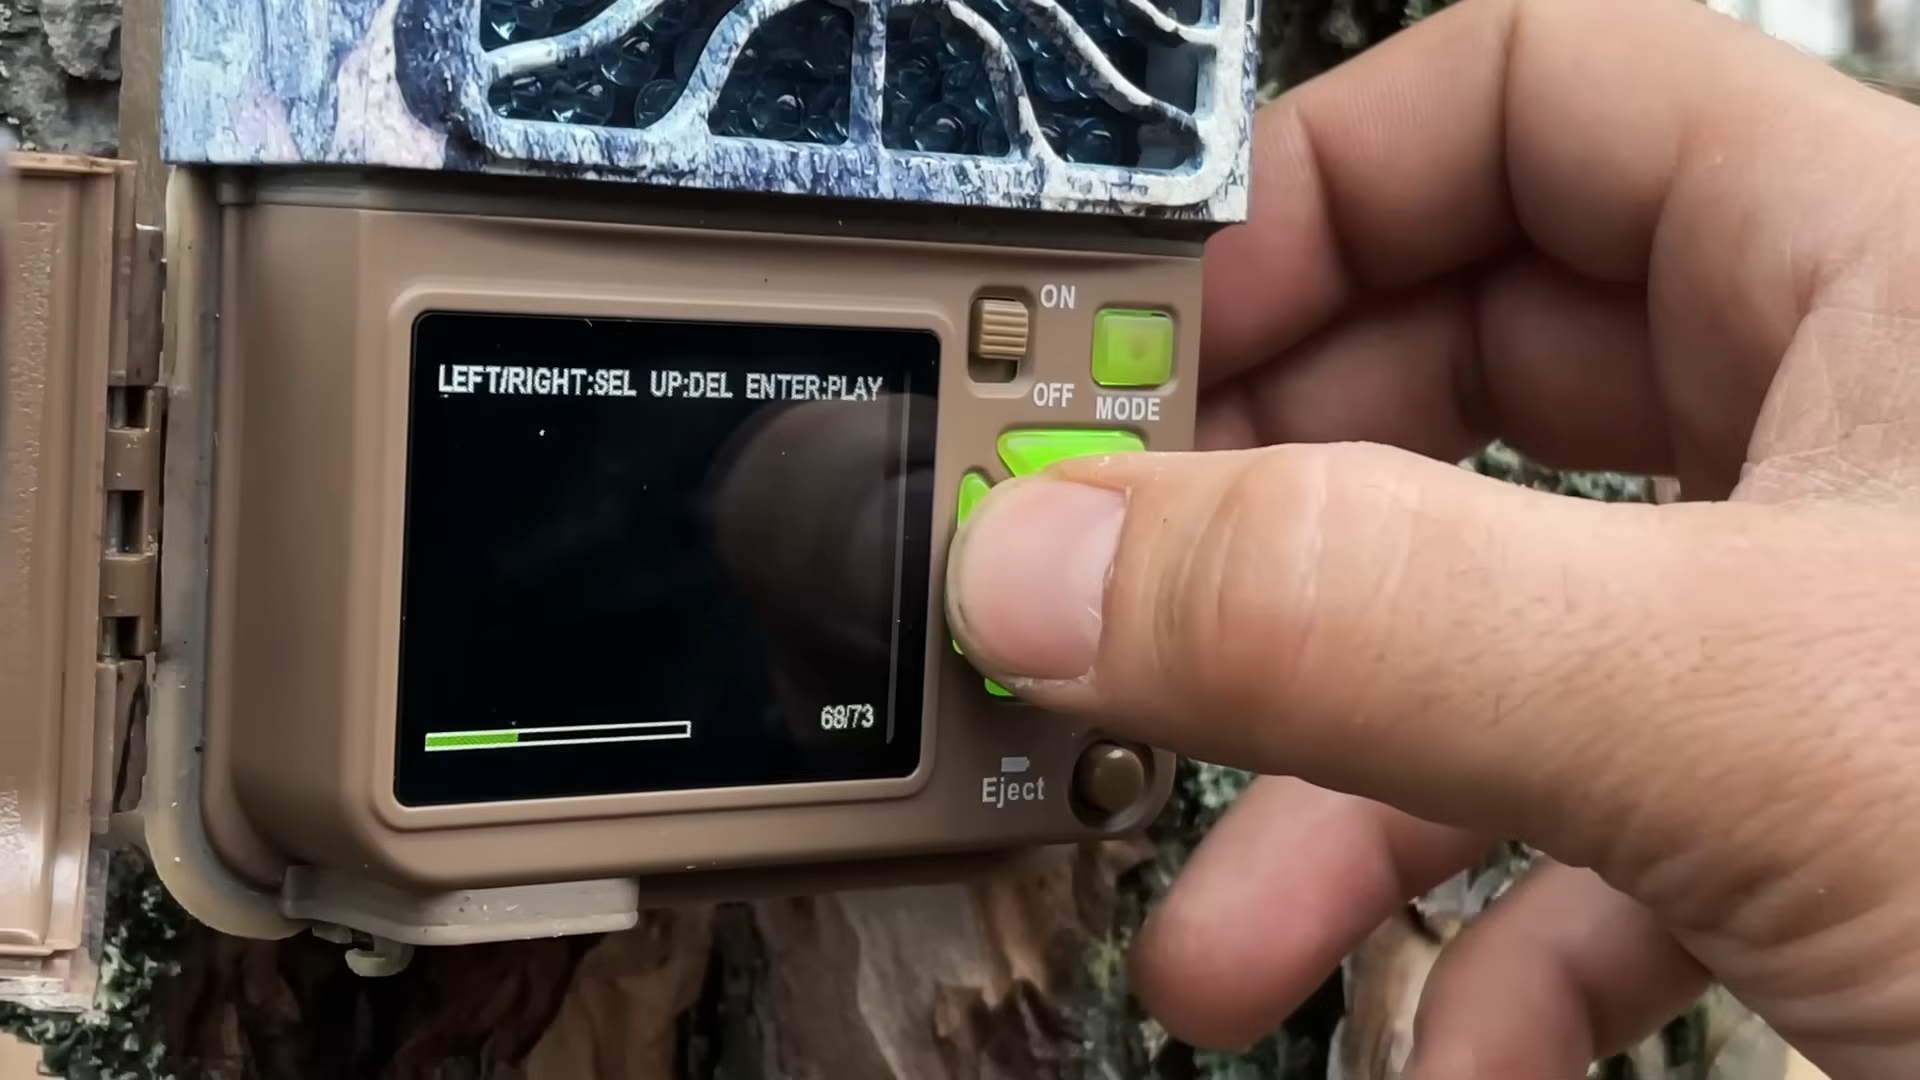 ON
OFF
MODE
LEFT/RIGHT:SEL UP:DEL ENTER:PLAY
68/73
Eject